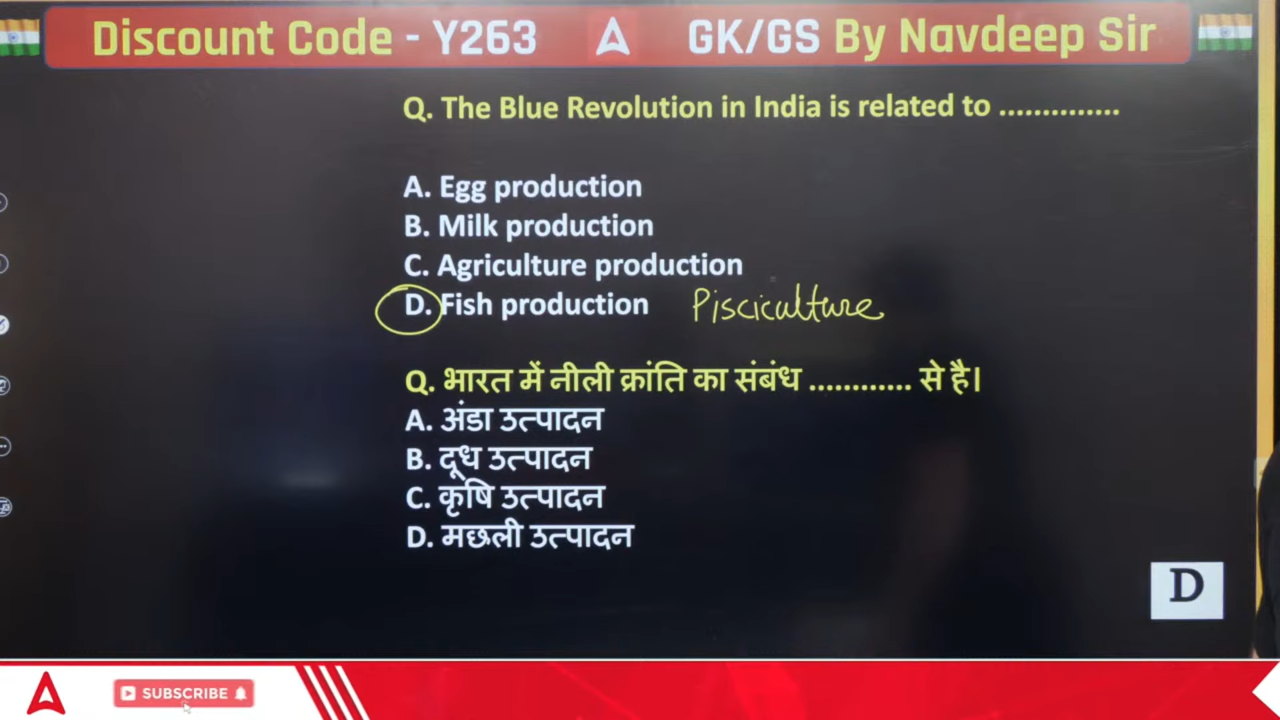 Discount Code - Y263 GK/GS By Navdeep Sir
Q. The Blue Revolution in India is related to ..............
A. Egg production
B. Milk production
C. Agriculture production
D. Fish production Pisciculture
Q. भारत में नीली क्रांति का संबंध ............ से है।
A. अंडा उत्पादन
B. दूध उत्पादन
C. कृषि उत्पादन
D. मछली उत्पादन
D
SUBSCRIBE